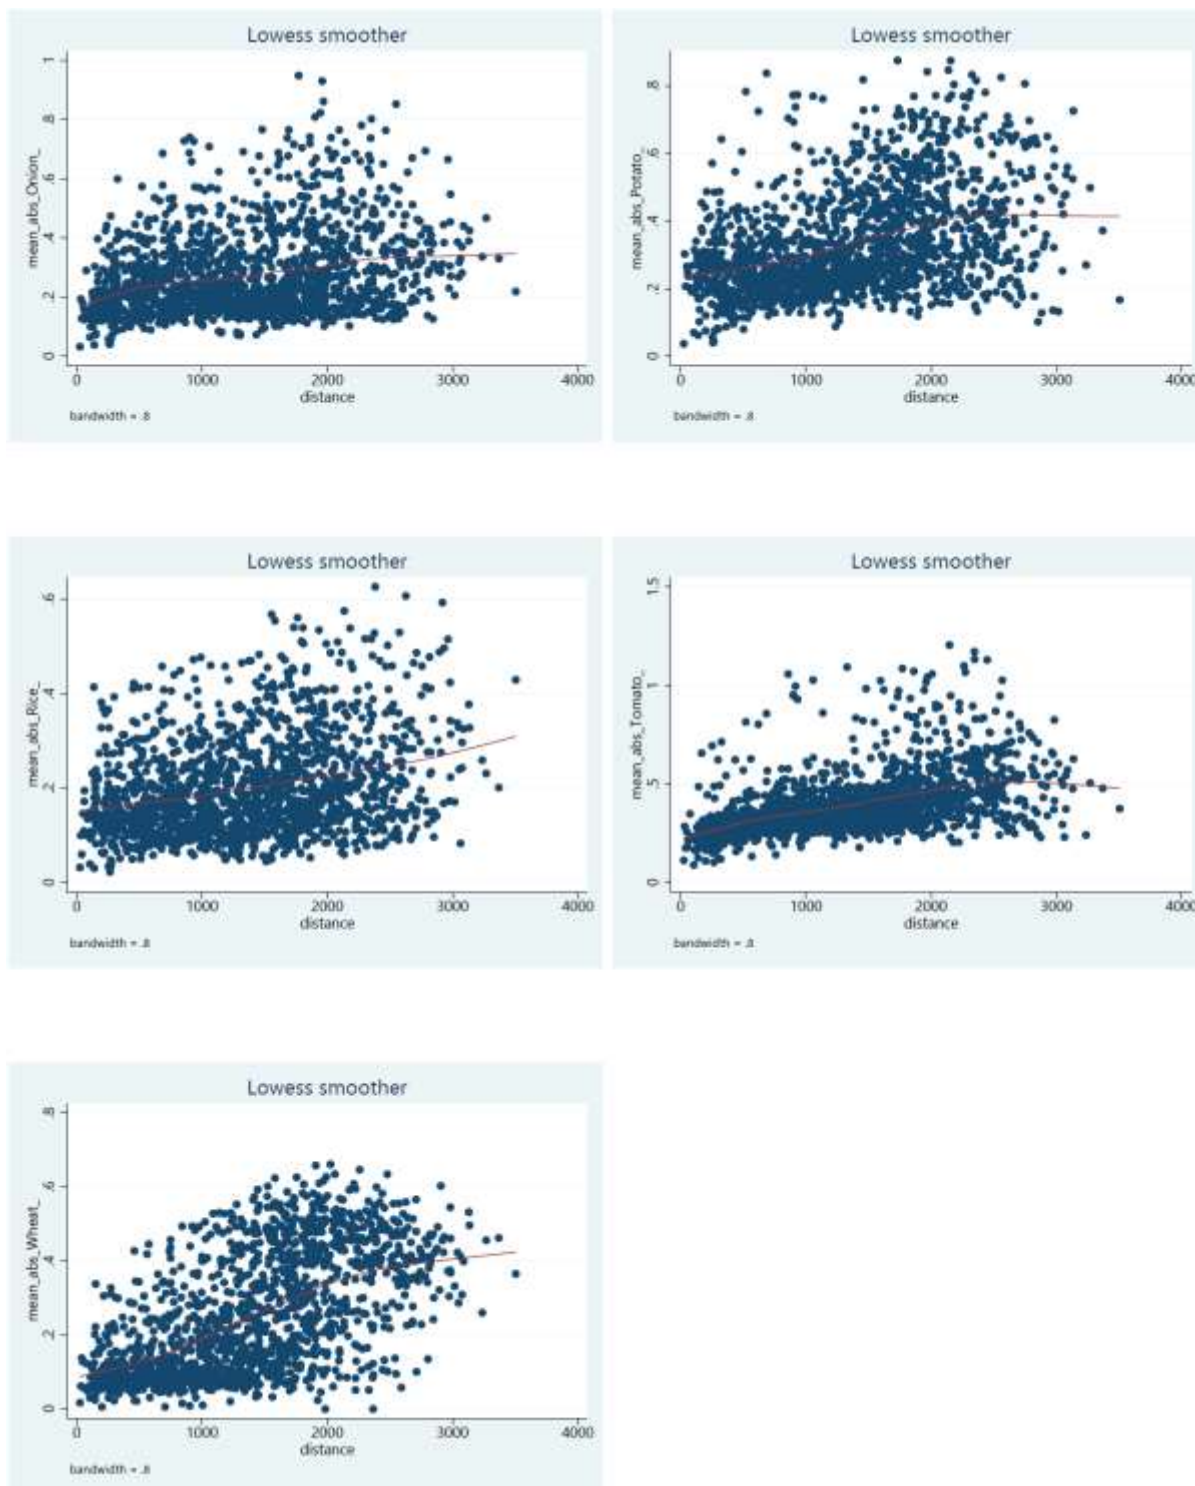 Lowess smoother
mean_abs_Onion_
1
.8
.6
.4
.2
0
0 1000 2000 3000 4000
distance
bandwidth = .8
Lowess smoother
mean_abs_Potato_
.8
.6
.4
.2
0
0 1000 2000 3000 4000
distance
bandwidth = .8
Lowess smoother
mean_abs_Rice_
.6
.4
.2
0
0 1000 2000 3000 4000
distance
bandwidth = .8
Lowess smoother
mean_abs_Tomato_
1.5
1
.5
0
0 1000 2000 3000 4000
distance
bandwidth = .8
Lowess smoother
mean_abs_Wheat_
.8
.6
.4
.2
0
0 1000 2000 3000 4000
distance
bandwidth = .8